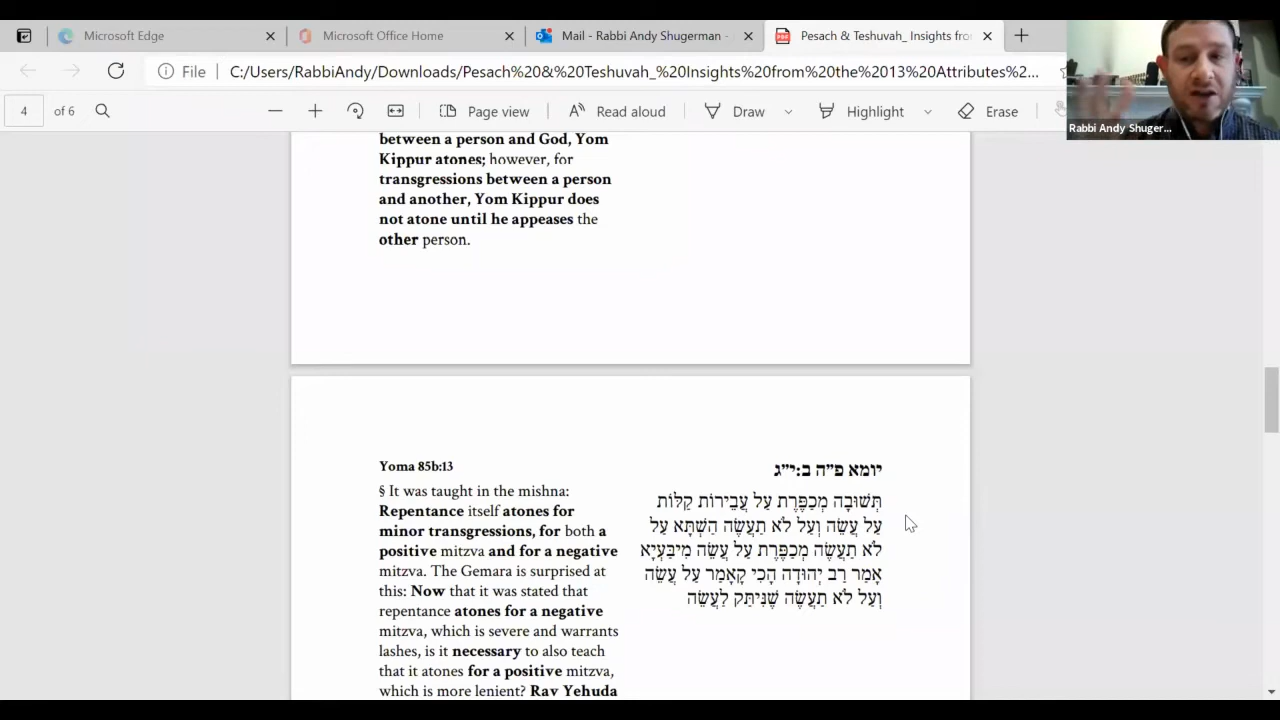 Microsoft Edge
Microsoft Office Home
Mail - Rabbi Andy Shugerman -
Pesach & Teshuvah_ Insights fro
File
C:/Users/RabbiAndy/Downloads/Pesach%20&%20Teshuvah_%20Insights%20from%20the%2013%20Attributes%2...
4 of 6
Page view
Read aloud
Draw
Highlight
Erase
Rabbi Andy Shuger...
between a person and God, Yom
Kippur atones; however, for
transgressions between a person
and another, Yom Kippur does
not atone until he appeases the
other person.
Yoma 85b:13
§ It was taught in the mishna:
Repentance itself atones for
minor transgressions, for both a
positive mitzva and for a negative
mitzva. The Gemara is surprised at
this: Now that it was stated that
repentance atones for a negative
mitzva, which is severe and warrants
lashes, is it necessary to also teach
that it atones for a positive mitzva,
which is more lenient? Rav Yehuda
יומא פ״ה ב:י״ג
תְּשׁוּבָה מְכַפֶּרֶת עַל עֲבֵירוֹת קַלּוֹת
עַל עֲשֵׂה וְעַל לֹא תַעֲשֶׂה הַשְׁתָּא עַל
לֹא תַעֲשֶׂה מְכַפֶּרֶת עַל עֲשֵׂה מִיבַּעְיָא
אָמַר רַב יְהוּדָה הָכִי קָאָמַר עַל עֲשֵׂה
וְעַל לֹא תַעֲשֶׂה שֶׁנִּיתַּק לַעֲשֵׂה